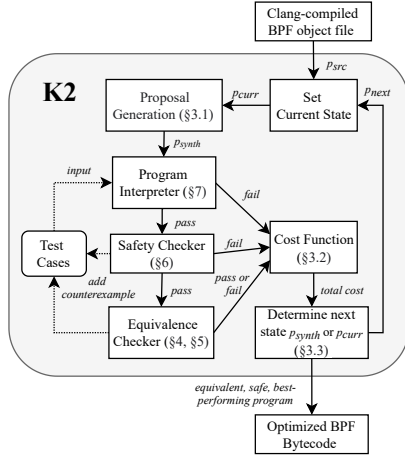 Clang-compiled
BPF object file
p_src
K2
Proposal
Generation (§3.1)
p_curr
Set
Current State
p_next
p_synth
input
Program
Interpreter (§7)
fail
pass
Test
Cases
Safety Checker
(§6)
fail
Cost Function
(§3.2)
add
counterexample
pass
pass or
fail
total cost
Equivalence
Checker (§4, §5)
Determine next
state p_synth or p_curr
(§3.3)
equivalent, safe, best-
performing program
Optimized BPF
Bytecode